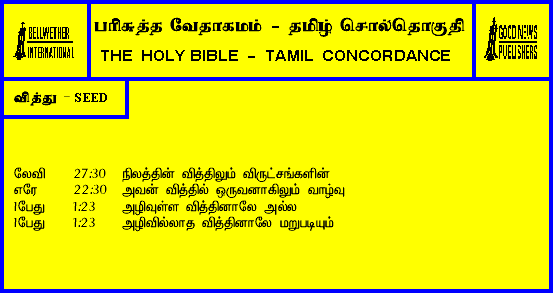 BELLWETHER
INTERNATIONAL
பரிசுத்த வேதாகமம் - தமிழ் சொல்தொகுதி
THE HOLY BIBLE - TAMIL CONCORDANCE
GOOD NEWS
PUBLISHERS
வித்து - SEED
லேவி 27:30 நிலத்தின் வித்திலும் விருட்சங்களின்
எரே 22:30 அவன் வித்தில் ஒருவனாகிலும் வாழ்வு
1பேது 1:23 அழிவுள்ள வித்தினாலே அல்ல
1பேது 1:23 அழிவில்லாத வித்தினாலே மறுபடியும்